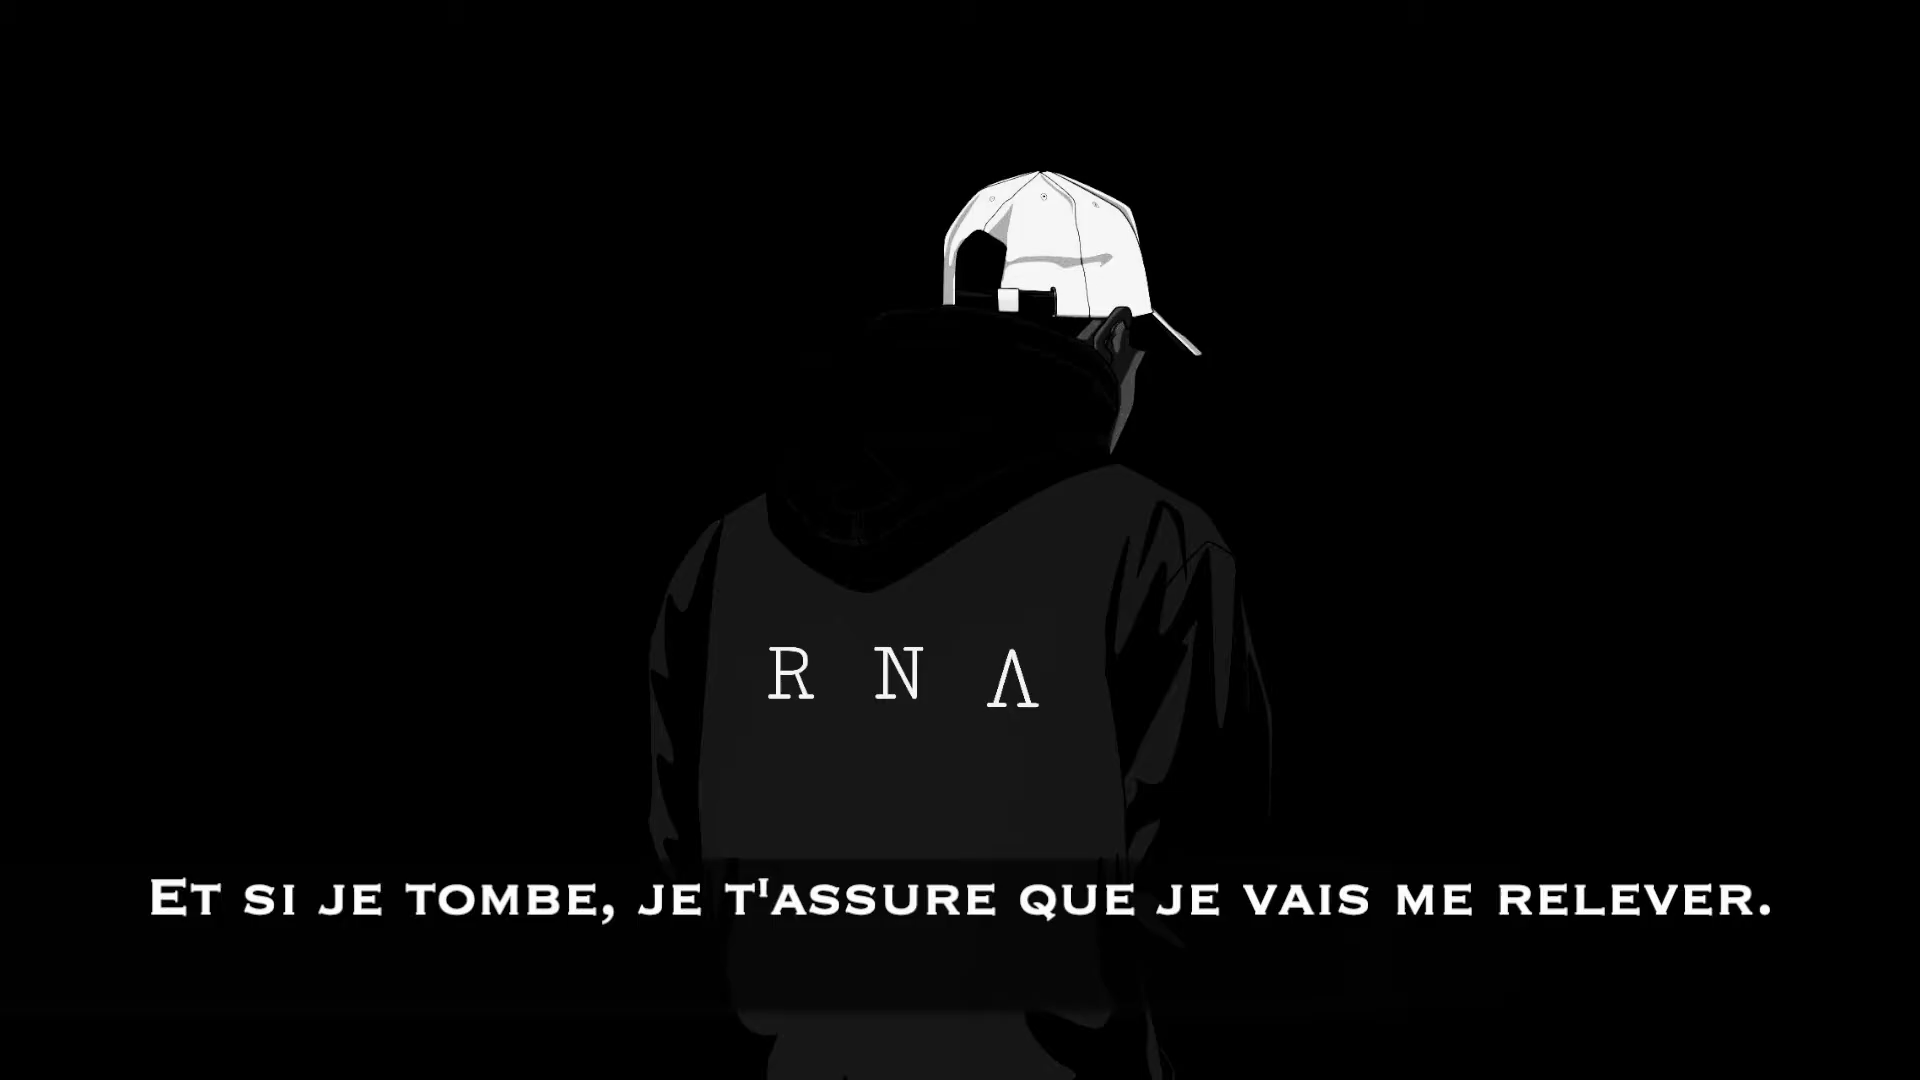 R N Λ
Et si je tombe, je t'assure que je vais me relever.